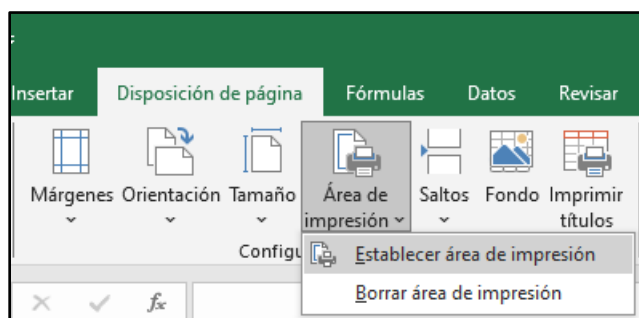 Insertar Disposición de página Fórmulas Datos Revisar
Márgenes Orientación Tamaño Área de impresión Saltos Fondo Imprimir títulos
Establecer área de impresión
Borrar área de impresión
fx